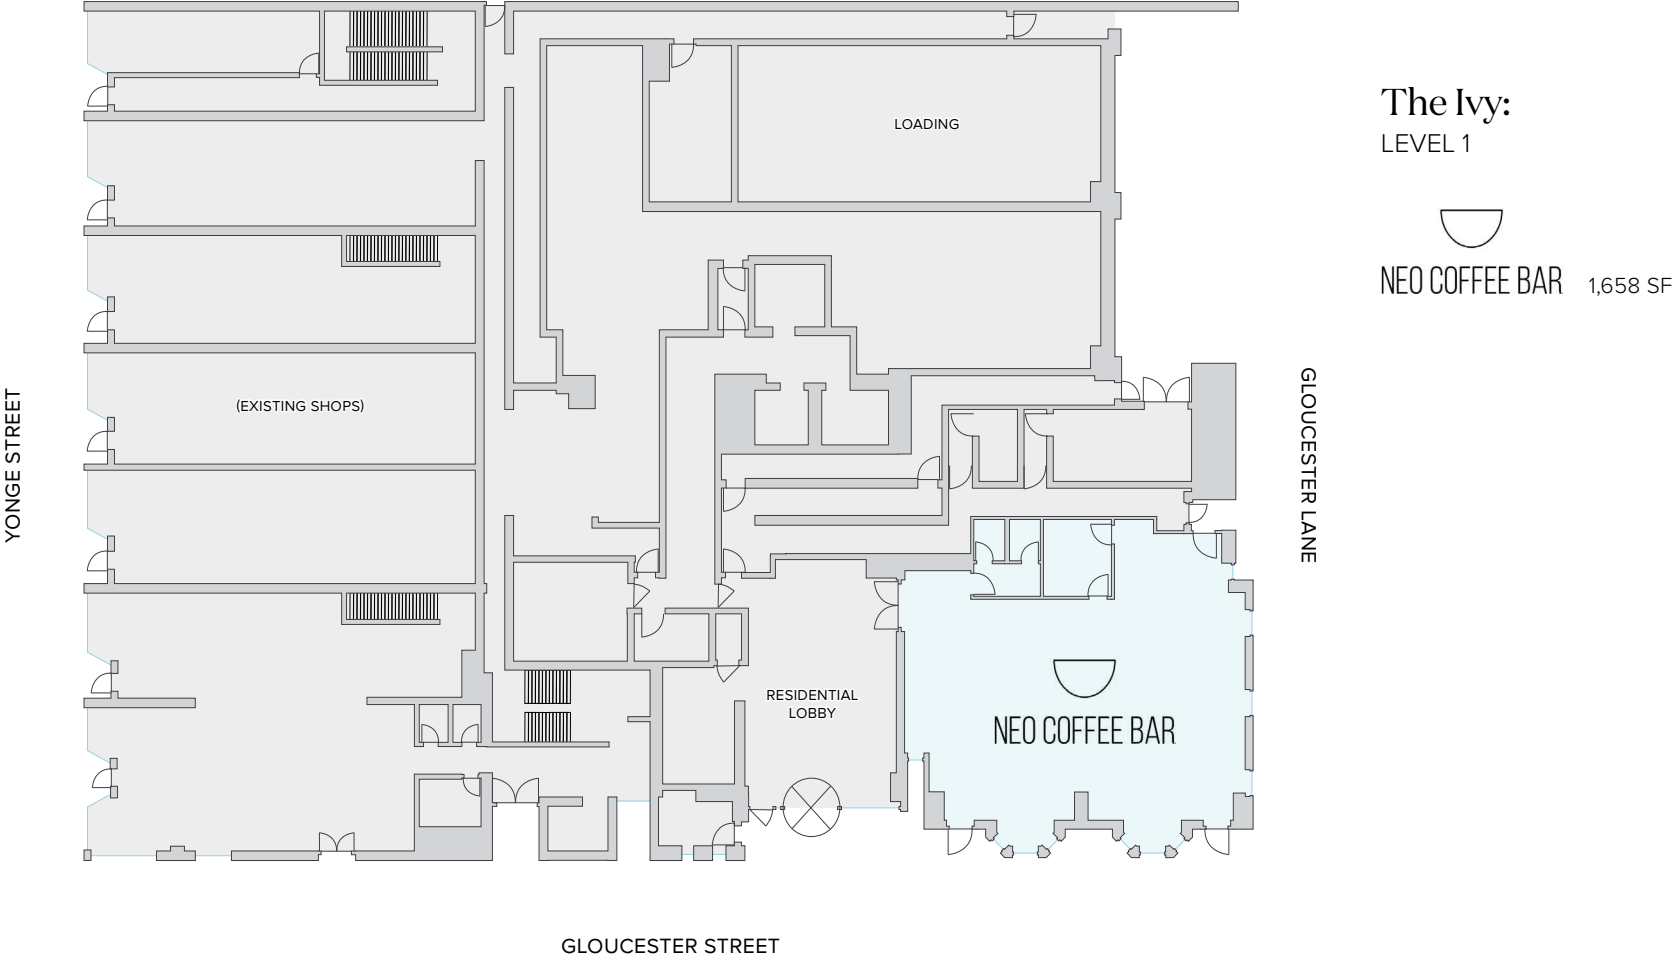 The Ivy:
LEVEL 1
NEO COFFEE BAR 1,658 SF
LOADING
(EXISTING SHOPS)
YONGE STREET
GLOUCESTER LANE
RESIDENTIAL
LOBBY
NEO COFFEE BAR
GLOUCESTER STREET